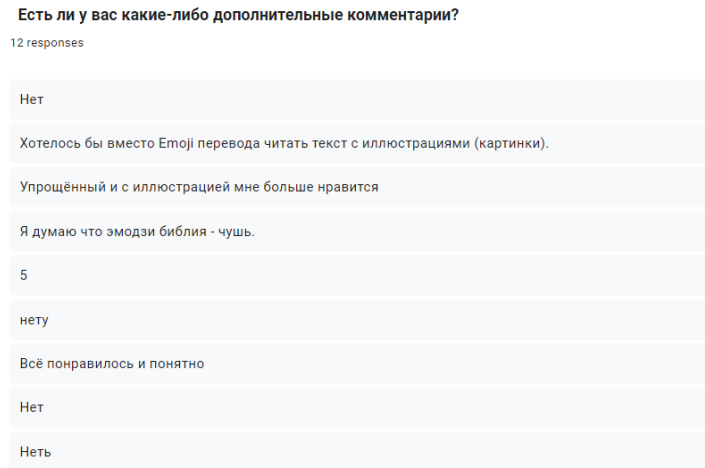 Есть ли у вас какие-либо дополнительные комментарии?
12 responses
Нет
Хотелось бы вместо Emoji перевода читать текст с иллюстрациями (картинки).
Упрощённый и с иллюстрацией мне больше нравится
Я думаю что эмодзи библия - чушь.
5
нету
Всё понравилось и понятно
Нет
Неть